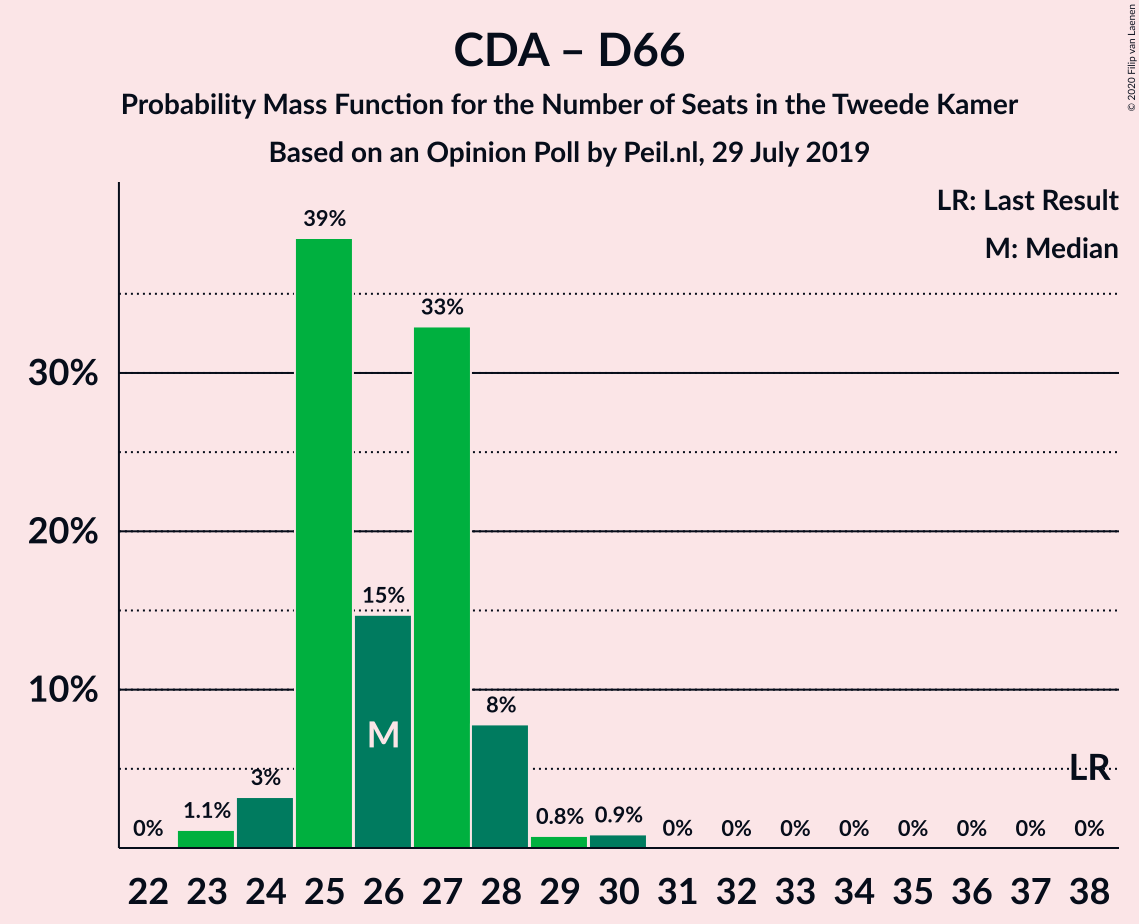 CDA – D66
Probability Mass Function for the Number of Seats in the Tweede Kamer
Based on an Opinion Poll by Peil.nl, 29 July 2019
© 2020 Filip van Laenen
LR: Last Result
M: Median
39%
33%
30%
20%
15%
10%
8%
M
LR
3%
1.1%
0.8%
0.9%
0%
0%
0%
0%
0%
0%
0%
0%
0%
22 23 24 25 26 27 28 29 30 31 32 33 34 35 36 37 38